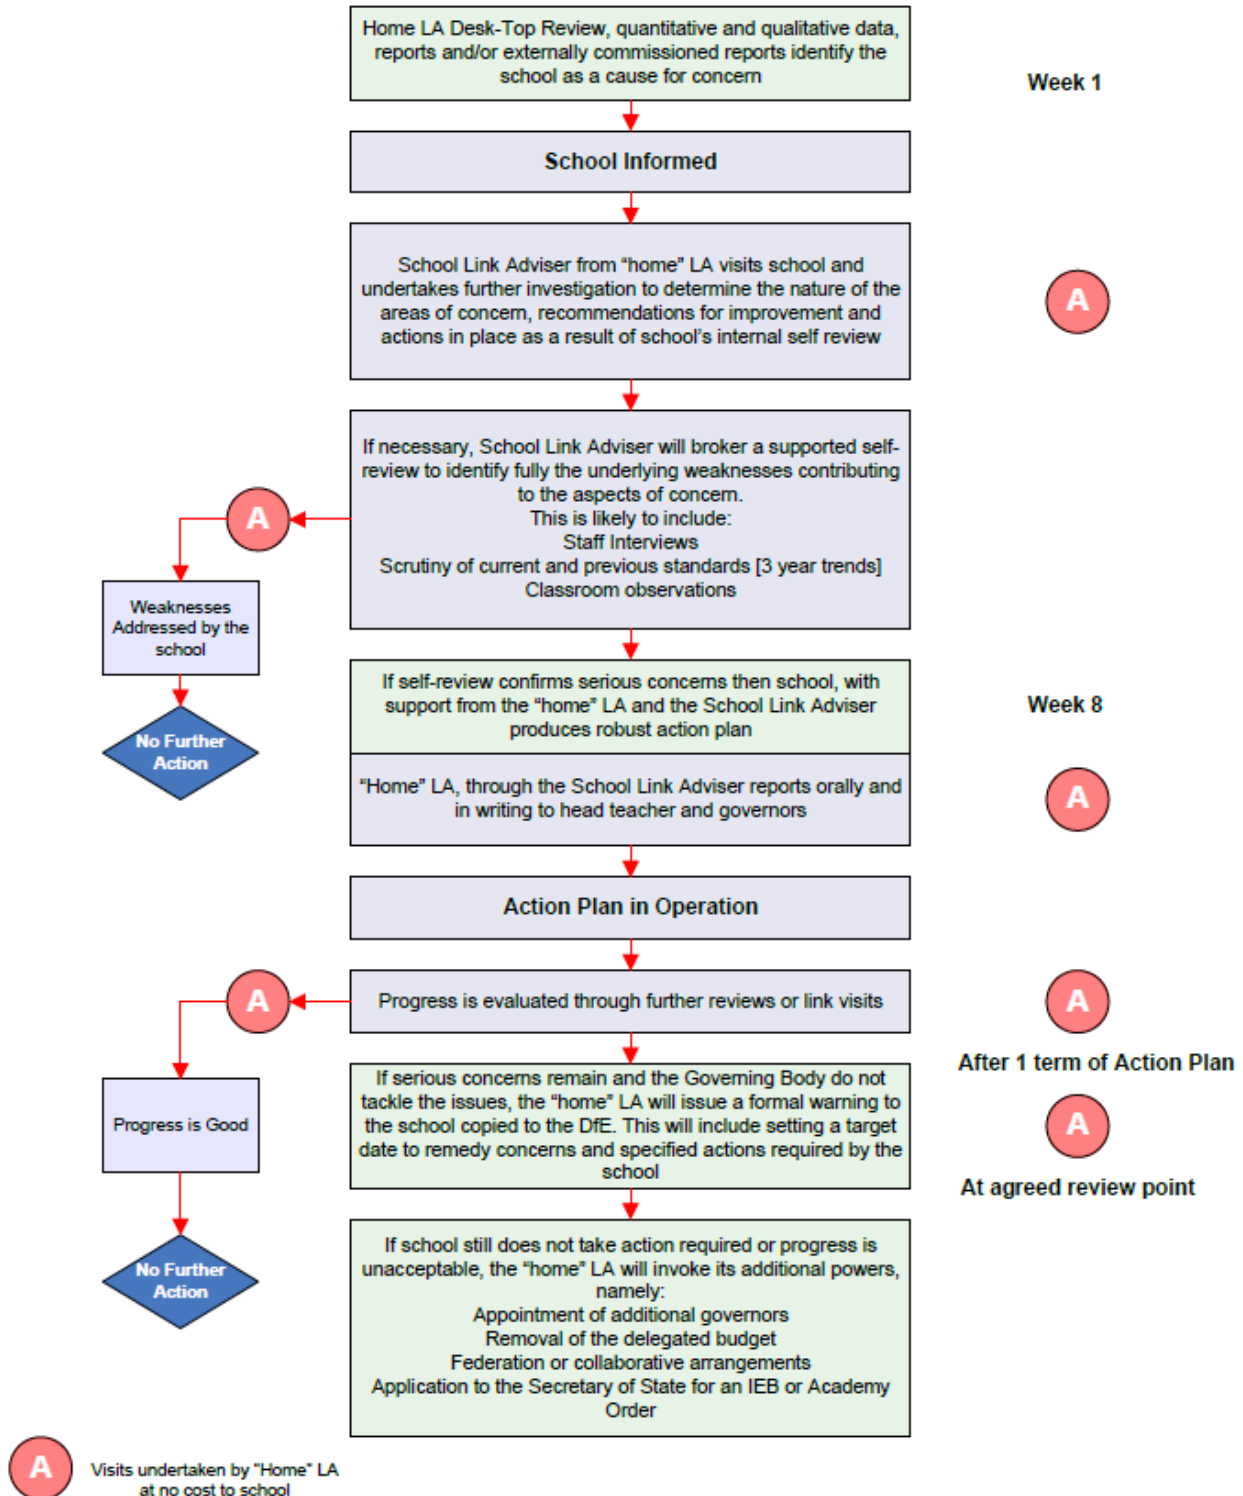 Home LA Desk-Top Review, quantitative and qualitative data,
reports and/or externally commissioned reports identify the
school as a cause for concern
Week 1
School Informed
School Link Adviser from “home” LA visits school and
undertakes further investigation to determine the nature of the
areas of concern, recommendations for improvement and
actions in place as a result of school’s internal self review
A
If necessary, School Link Adviser will broker a supported self-
review to identify fully the underlying weaknesses contributing
to the aspects of concern.
This is likely to include:
Staff Interviews
Scrutiny of current and previous standards [3 year trends]
Classroom observations
A
Weaknesses
Addressed by the
school
No Further
Action
If self-review confirms serious concerns then school, with
support from the “home” LA and the School Link Adviser
produces robust action plan
Week 8
“Home” LA, through the School Link Adviser reports orally and
in writing to head teacher and governors
A
Action Plan in Operation
Progress is evaluated through further reviews or link visits
A
A
After 1 term of Action Plan
Progress is Good
No Further
Action
If serious concerns remain and the Governing Body do not
tackle the issues, the “home” LA will issue a formal warning to
the school copied to the DfE. This will include setting a target
date to remedy concerns and specified actions required by the
school
A
At agreed review point
If school still does not take action required or progress is
unacceptable, the “home” LA will invoke its additional powers,
namely:
Appointment of additional governors
Removal of the delegated budget
Federation or collaborative arrangements
Application to the Secretary of State for an IEB or Academy
Order
A
Visits undertaken by "Home" LA
at no cost to school